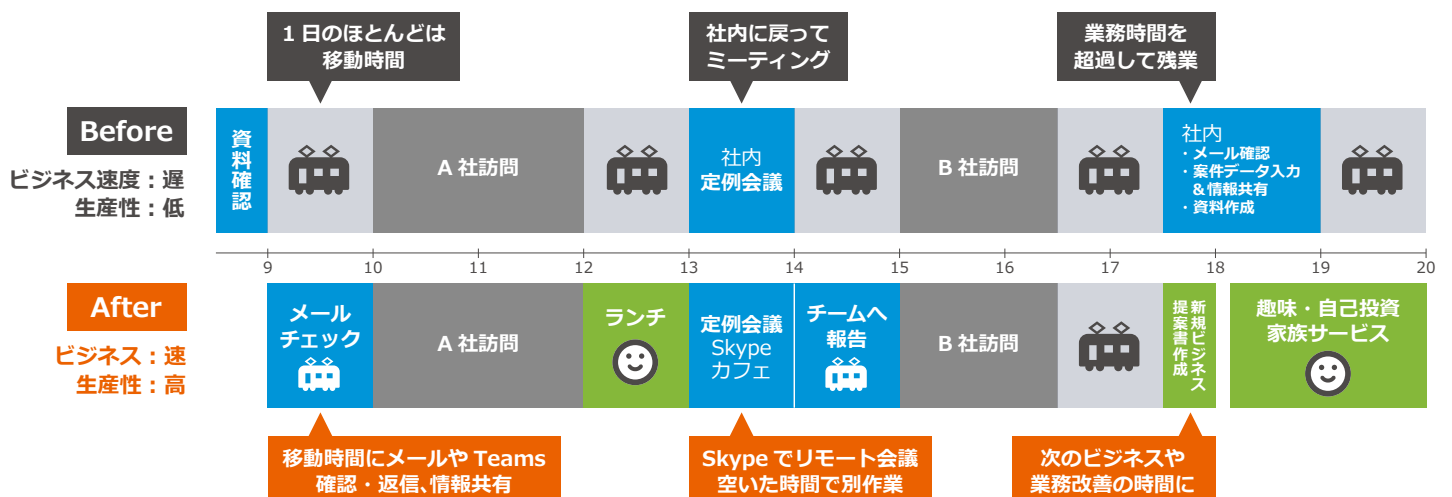 1 日のほとんどは
移動時間
社内に戻って
ミーティング
業務時間を
超過して残業
Before
ビジネス速度：遅
生産性：低
資料確認
A 社訪問
社内
定例会議
B 社訪問
社内
・メール確認
・案件データ入力
＆情報共有
・資料作成
9 10 11 12 13 14 15 16 17 18 19 20
After
ビジネス：速
生産性：高
メール
チェック
A 社訪問
ランチ
定例会議
Skype
カフェ
チームへ
報告
B 社訪問
新規ビジネス
提案書作成
趣味・自己投資
家族サービス
移動時間にメールや Teams
確認・返信、情報共有
Skype でリモート会議
空いた時間で別作業
次のビジネスや
業務改善の時間に